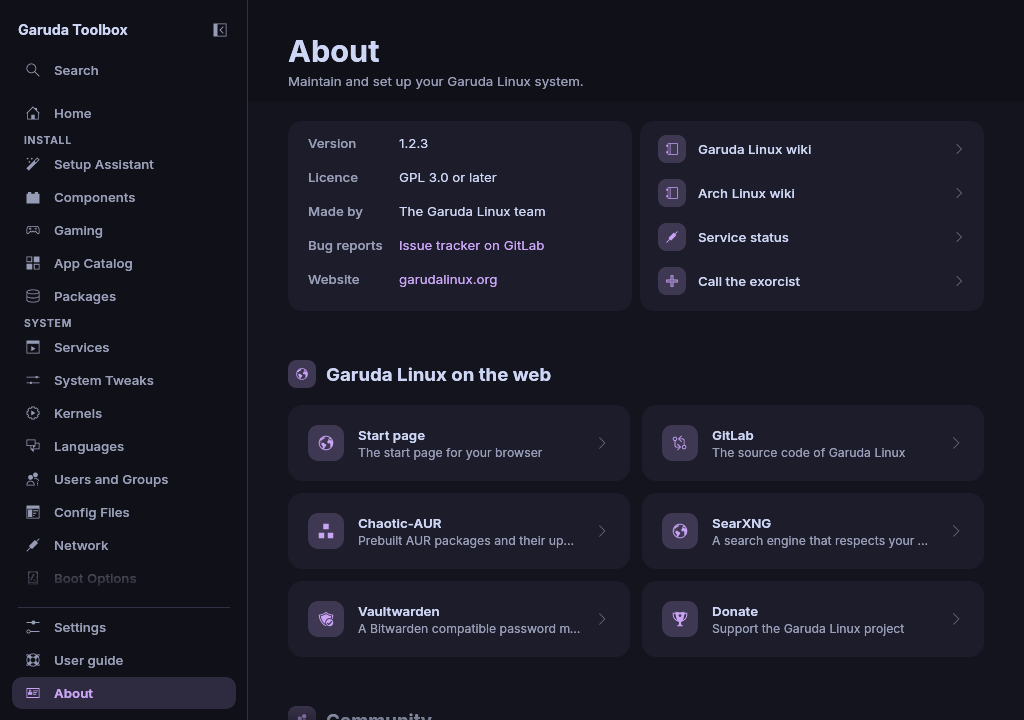 Garuda Toolbox
Search
Home
INSTALL
Setup Assistant
Components
Gaming
App Catalog
Packages
SYSTEM
Services
System Tweaks
Kernels
Languages
Users and Groups
Config Files
Network
Boot Options
Settings
User guide
About
About
Maintain and set up your Garuda Linux system.
Version 1.2.3
Licence GPL 3.0 or later
Made by The Garuda Linux team
Bug reports Issue tracker on GitLab
Website garudalinux.org
Garuda Linux wiki
Arch Linux wiki
Service status
Call the exorcist
Garuda Linux on the web
Start page
The start page for your browser
GitLab
The source code of Garuda Linux
Chaotic-AUR
Prebuilt AUR packages and their up...
SearXNG
A search engine that respects your ...
Vaultwarden
A Bitwarden compatible password m...
Donate
Support the Garuda Linux project
Community